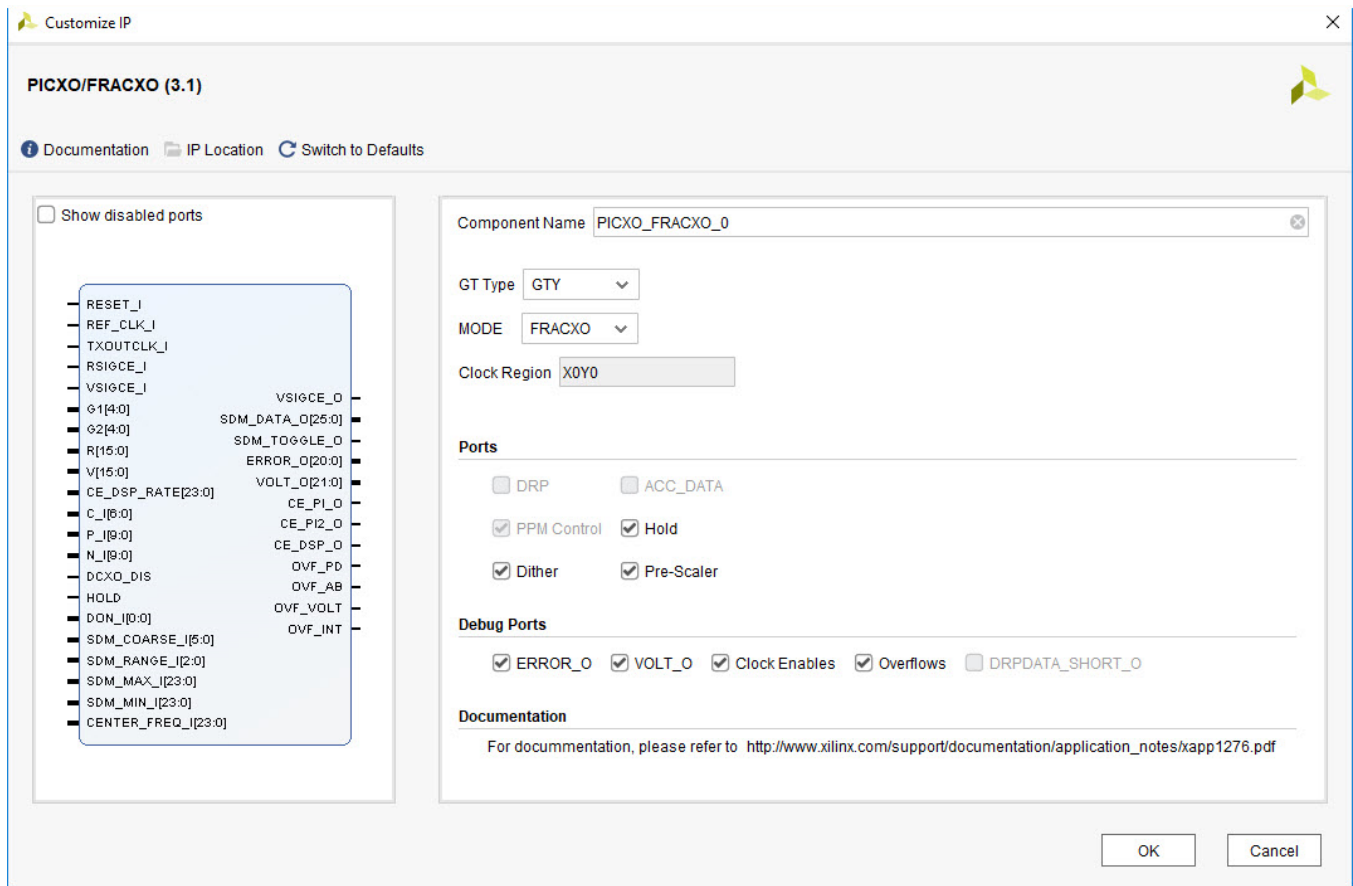 Customize IP
PICXO/FRACXO (3.1)
Documentation IP Location Switch to Defaults
Show disabled ports
RESET_I
REF_CLK_I
TXOUTCLK_I
RSIGCE_I
VSIGCE_I
G1[4:0]
G2[4:0]
R[15:0]
V[15:0]
CE_DSP_RATE[23:0]
C_I[6:0]
P_I[9:0]
N_I[9:0]
DCXO_DIS
HOLD
DON_I[0:0]
SDM_COARSE_I[5:0]
SDM_RANGE_I[2:0]
SDM_MAX_I[23:0]
SDM_MIN_I[23:0]
CENTER_FREQ_I[23:0]
VSIGCE_O
SDM_DATA_O[25:0]
SDM_TOGGLE_O
ERROR_O[20:0]
VOLT_O[21:0]
CE_PI_O
CE_PI2_O
CE_DSP_O
OVF_PD
OVF_AB
OVF_VOLT
OVF_INT
Component Name PICXO_FRACXO_0
GT Type GTY
MODE FRACXO
Clock Region X0Y0
Ports
DRP ACC_DATA
PPM Control Hold
Dither Pre-Scaler
Debug Ports
ERROR_O VOLT_O Clock Enables Overflows DRPDATA_SHORT_O
Documentation
For docummentation, please refer to http://www.xilinx.com/support/documentation/application_notes/xapp1276.pdf
OK Cancel